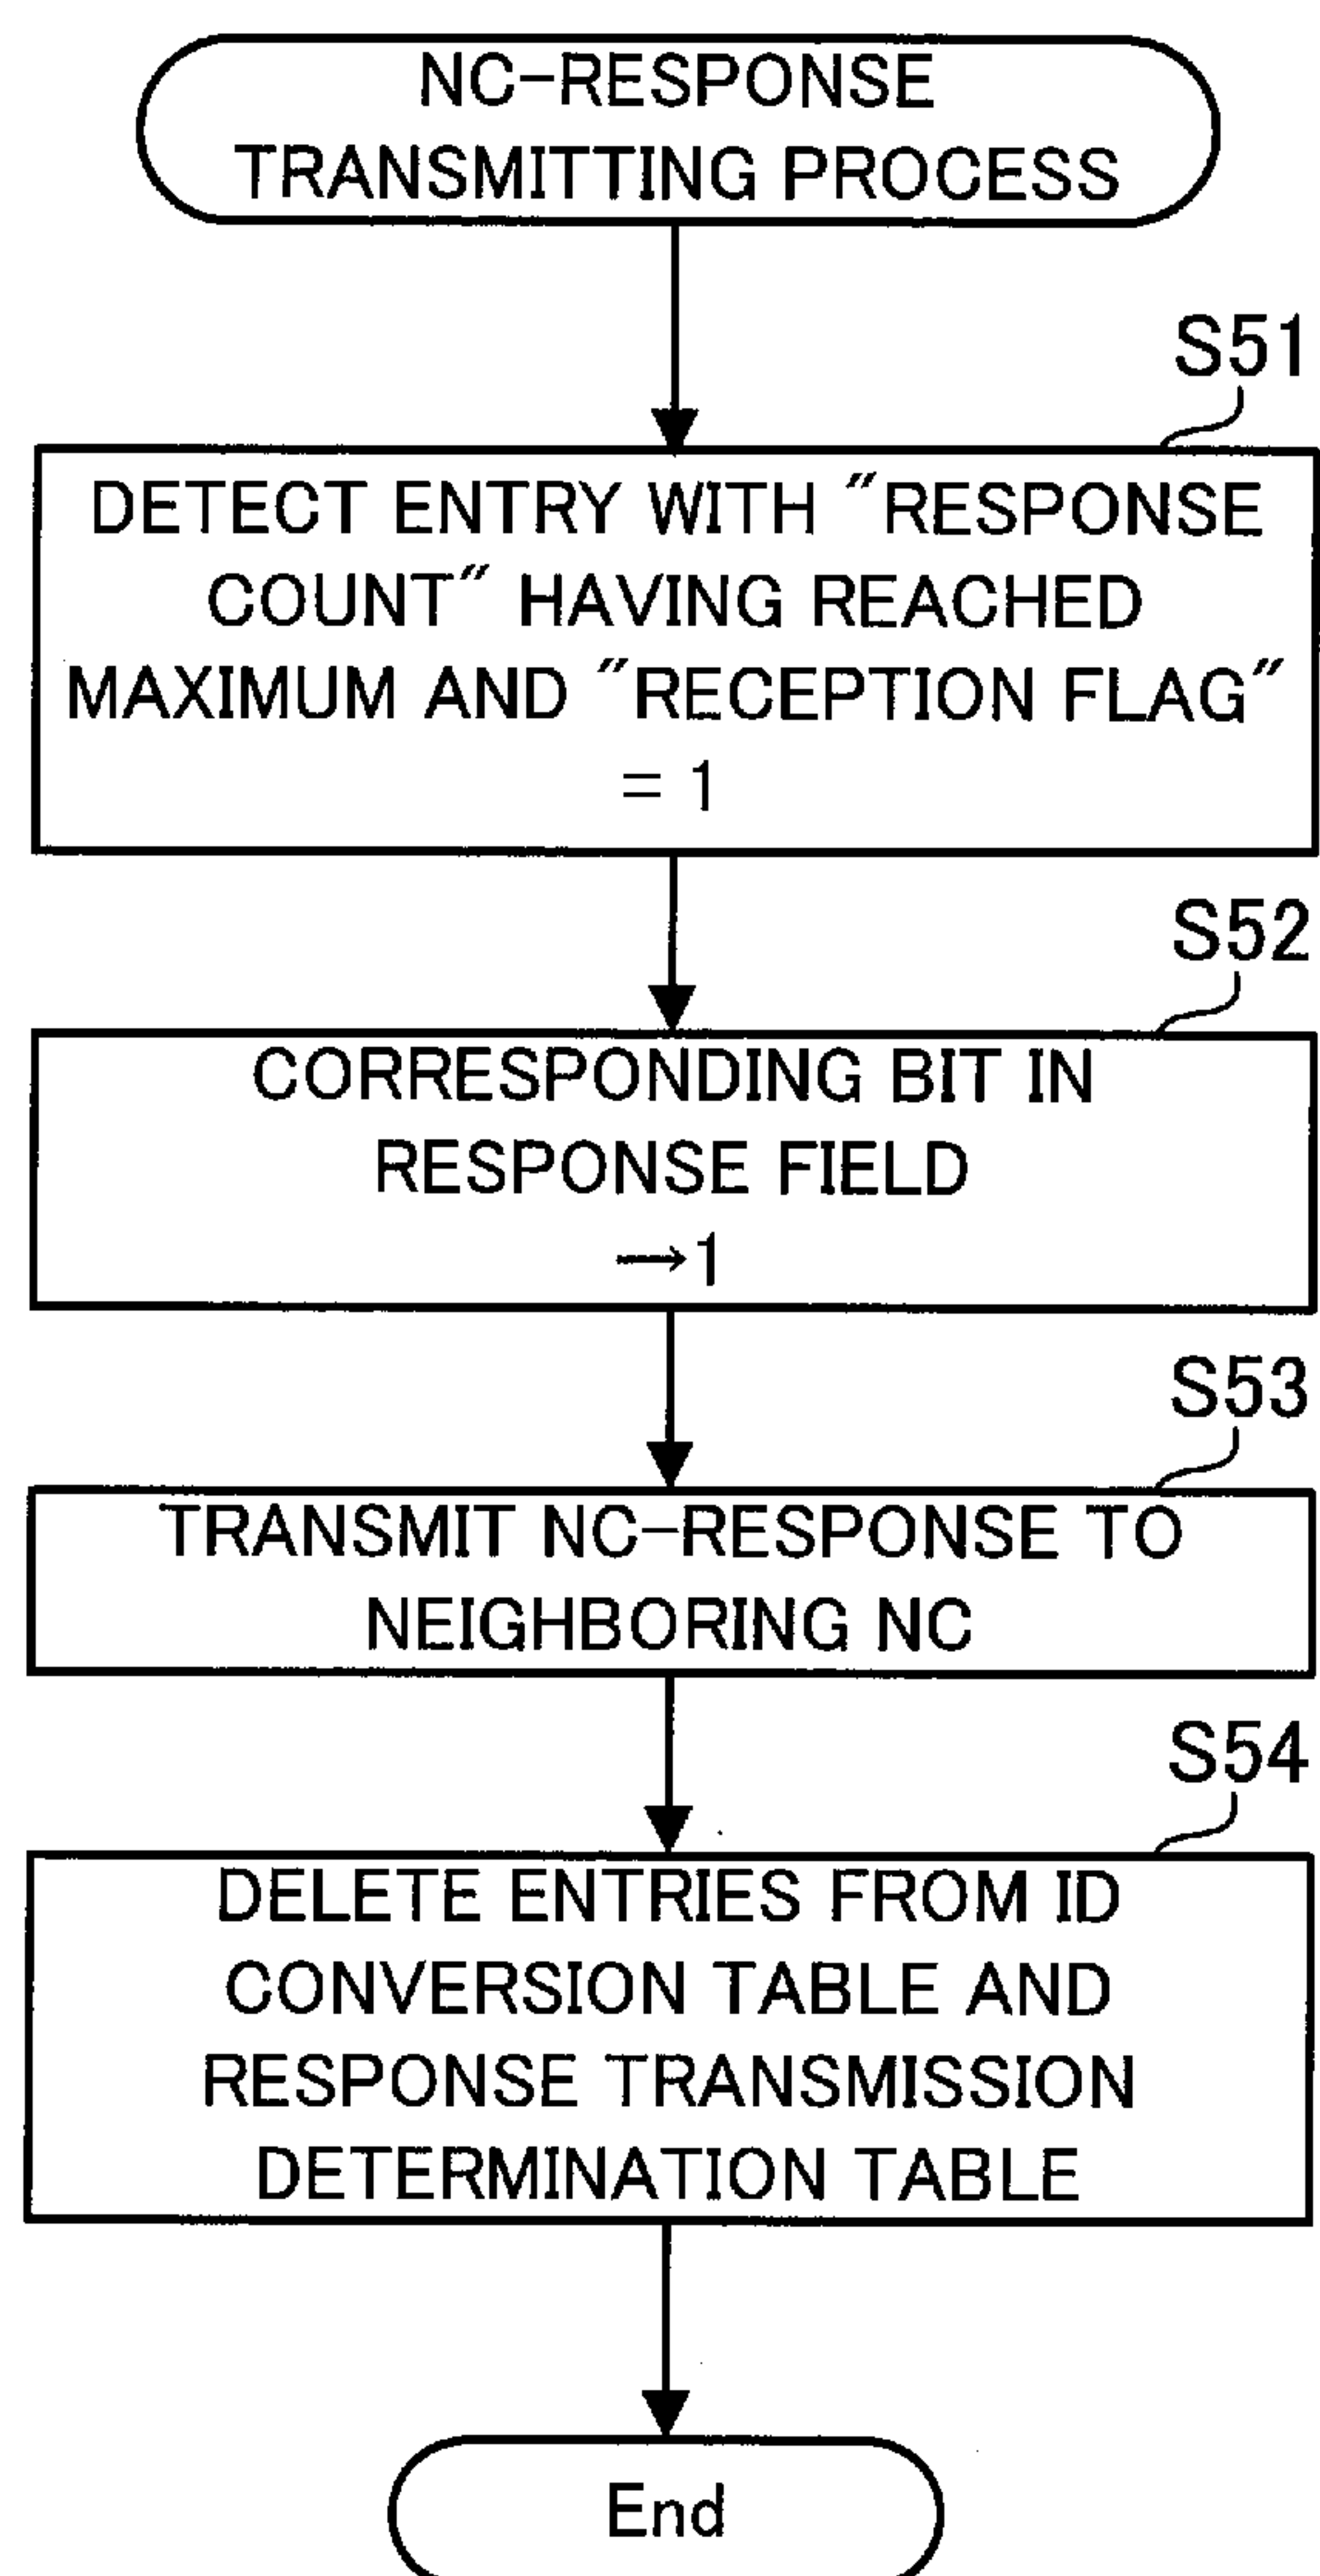 NC-RESPONSE
TRANSMITTING PROCESS
S51
DETECT ENTRY WITH "RESPONSE
COUNT" HAVING REACHED
MAXIMUM AND "RECEPTION FLAG"
= 1
S52
CORRESPONDING BIT IN
RESPONSE FIELD
→1
S53
TRANSMIT NC-RESPONSE TO
NEIGHBORING NC
S54
DELETE ENTRIES FROM ID
CONVERSION TABLE AND
RESPONSE TRANSMISSION
DETERMINATION TABLE
End